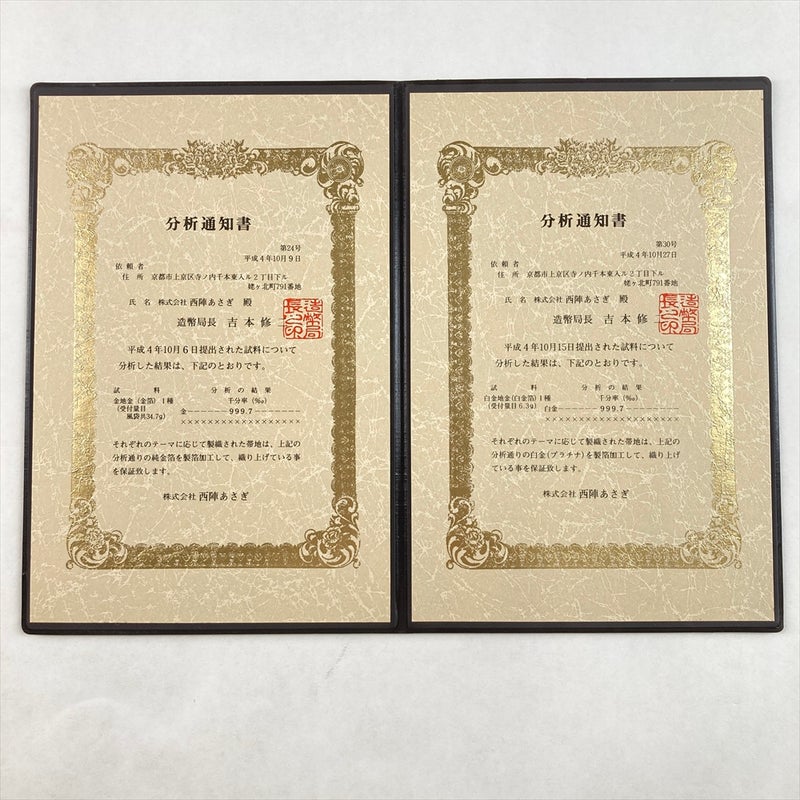 分析通知書
第24号
平成4年10月9日
依頼者
住所 京都市上京区寺ノ内千本東入ル2丁目下ル
姥ヶ北町791番地
氏名 株式会社 西陣あさぎ 殿
造幣局長 吉本修二
造幣局長之印
平成4年10月6日提出された試料について
分析した結果は、下記のとおりです。
試料 分析の結果
金地金(金箔)1種 千分率(‰)
(受付量目 金―――――999.7―――――
風袋共34.7g) ××××××××××××××××
それぞれのテーマに応じて製織された帯地は、上記の
分析通りの純金箔を製箔加工して、織り上げている事
を保証致します。
株式会社 西陣あさぎ
分析通知書
第30号
平成4年10月27日
依頼者
住所 京都市上京区寺ノ内千本東入ル2丁目下ル
姥ヶ北町791番地
氏名 株式会社 西陣あさぎ 殿
造幣局長 吉本修二
造幣局長之印
平成4年10月15日提出された試料について
分析した結果は、下記のとおりです。
試料 分析の結果
白金地金(白金箔)1種 千分率(‰)
(受付量目6.3g) 白金―――――999.7―――――
××××××××××××××××
それぞれのテーマに応じて製織された帯地は、上記の
分析通りの白金(プラチナ)を製箔加工して、織り上げ
ている事を保証致します。
株式会社 西陣あさぎ